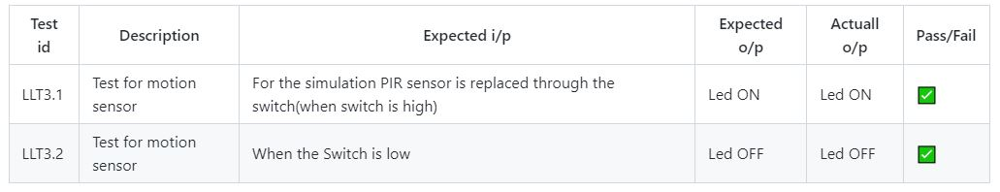 Test id Description Expected i/p Expected o/p Actuall o/p Pass/Fail
LLT3.1 Test for motion sensor For the simulation PIR sensor is replaced through the switch(when switch is high) Led ON Led ON ✅
LLT3.2 Test for motion sensor When the Switch is low Led OFF Led OFF ✅